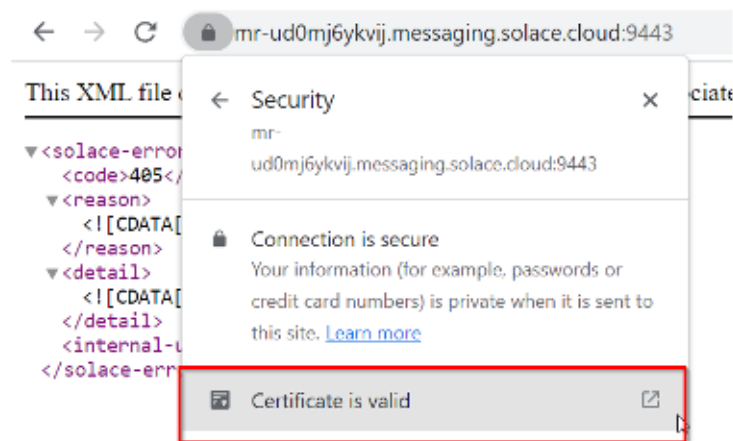 mr-ud0mj6ykvij.messaging.solace.cloud:9443
This XML file
ciate
Security
mr-
ud0mj6ykvij.messaging.solace.cloud:9443
<solace-error
<code>405</
<reason>
<![CDATA[
</reason>
<detail>
<![CDATA[
</detail>
<internal-u
</solace-err
Connection is secure
Your information (for example, passwords or
credit card numbers) is private when it is sent to
this site. Learn more
Certificate is valid